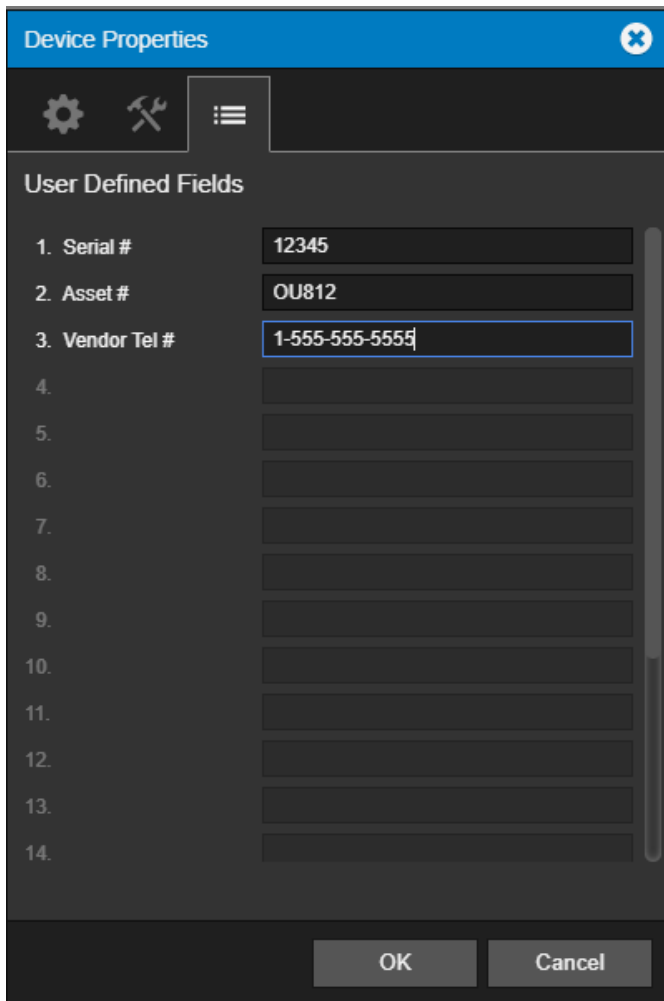 Device Properties
User Defined Fields
1. Serial # 12345
2. Asset # OU812
3. Vendor Tel # 1-555-555-5555
4.
5.
6.
7.
8.
9.
10.
11.
12.
13.
14.
OK Cancel